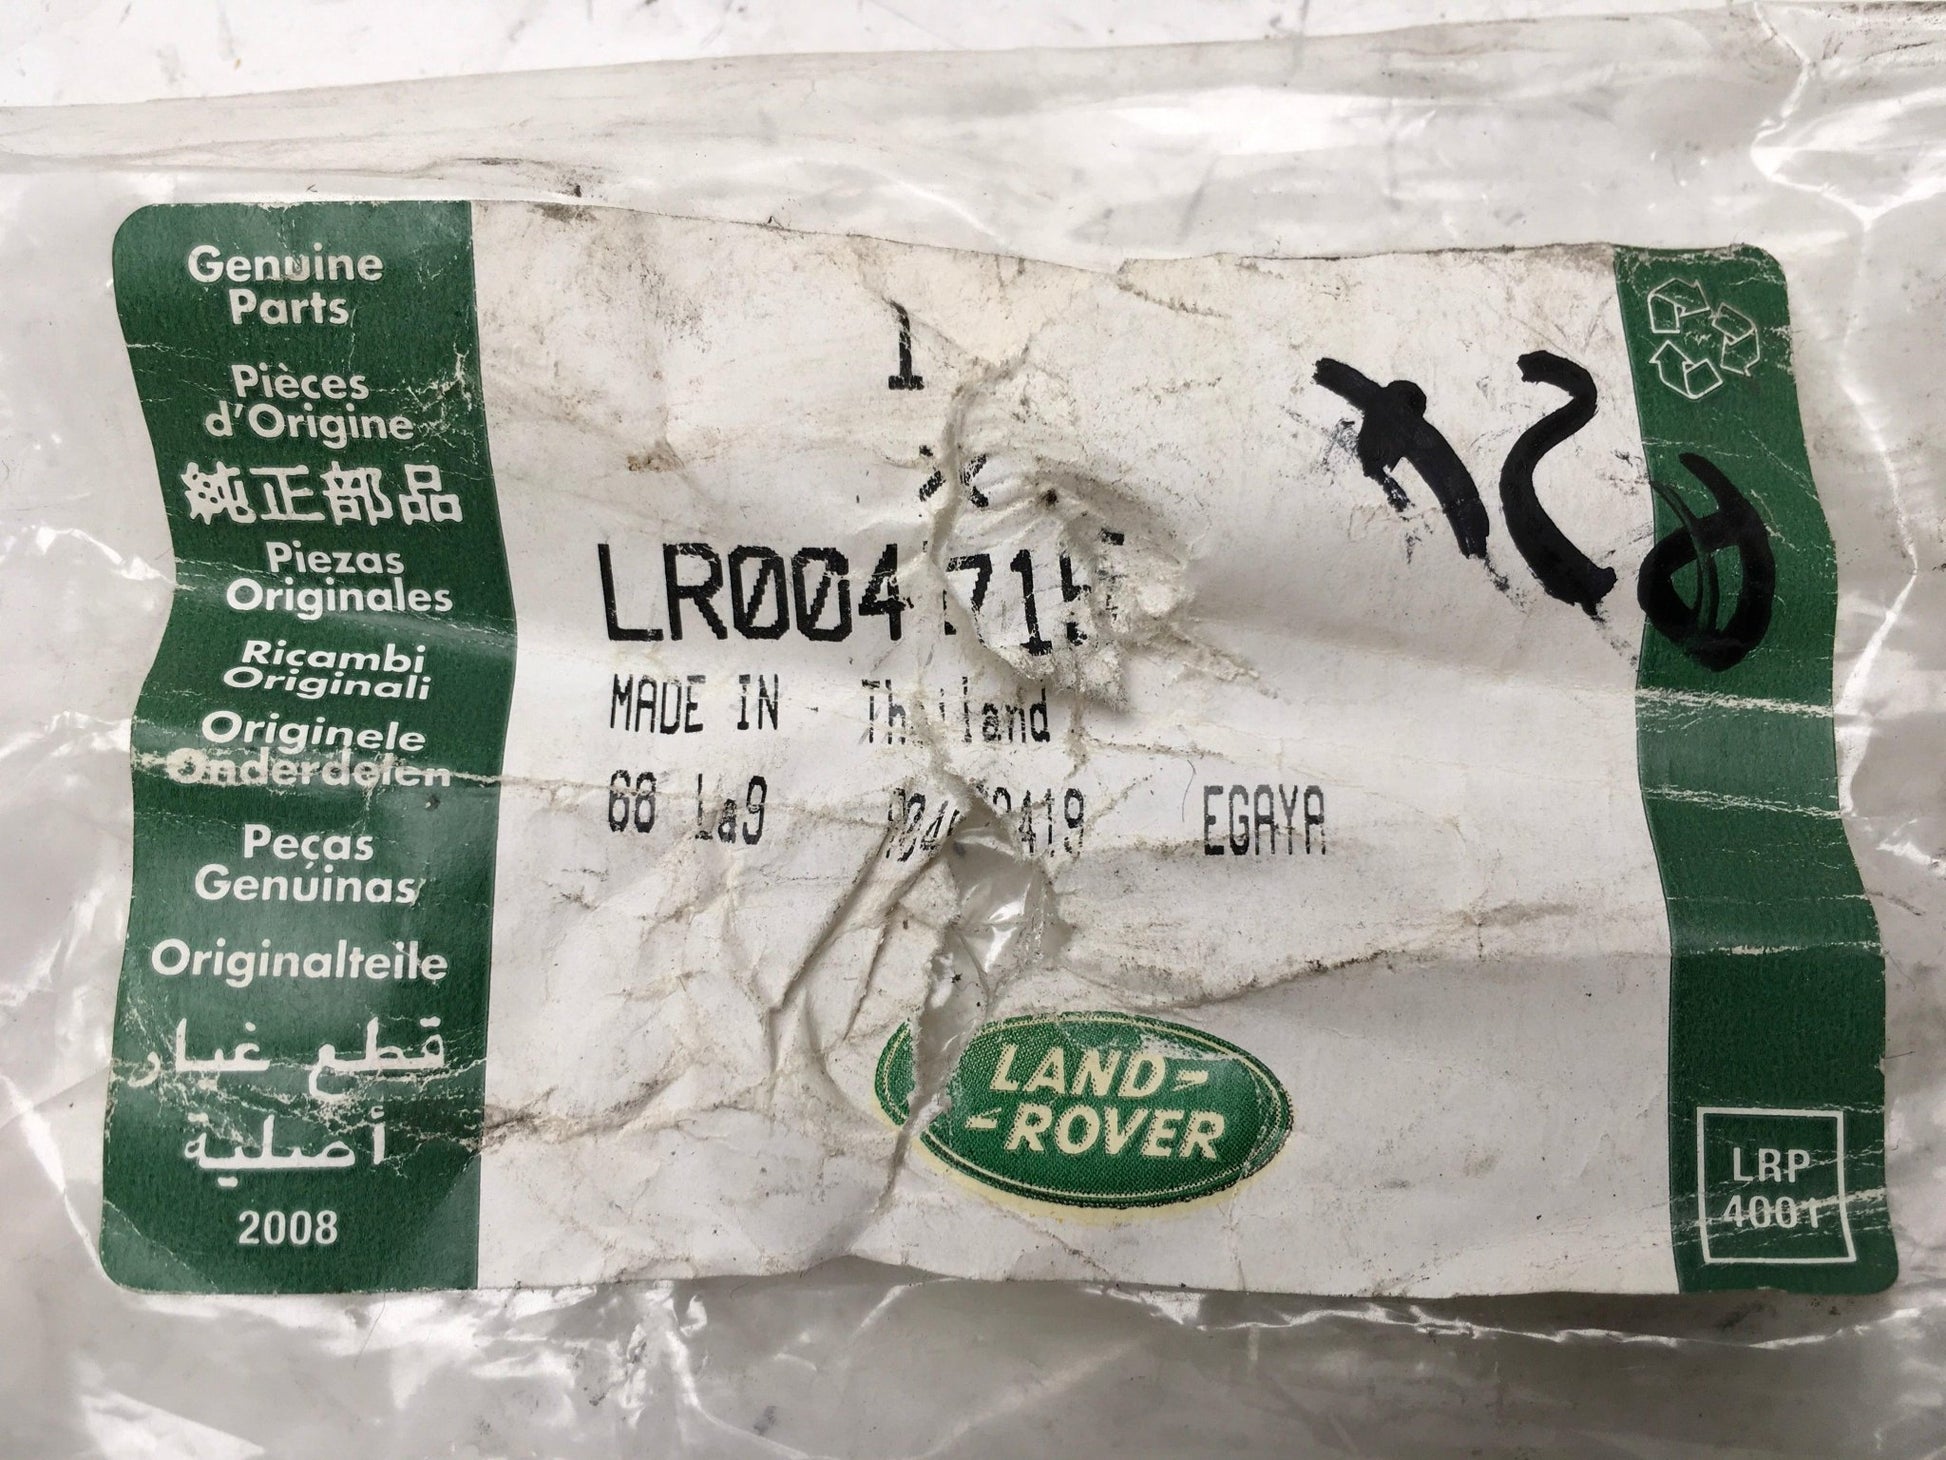 Genuine
Parts
Pièces
d'Origine
純正部品
Piezas
Originales
Ricambi
Originali
Originele
Onderdelen
Peças
Genuinas
Originalteile
قطع غيار
أصلية
2008
1
*
MADE IN Thailand
68 La9
EGAYA
LAND-
-ROVER
LRP
4001